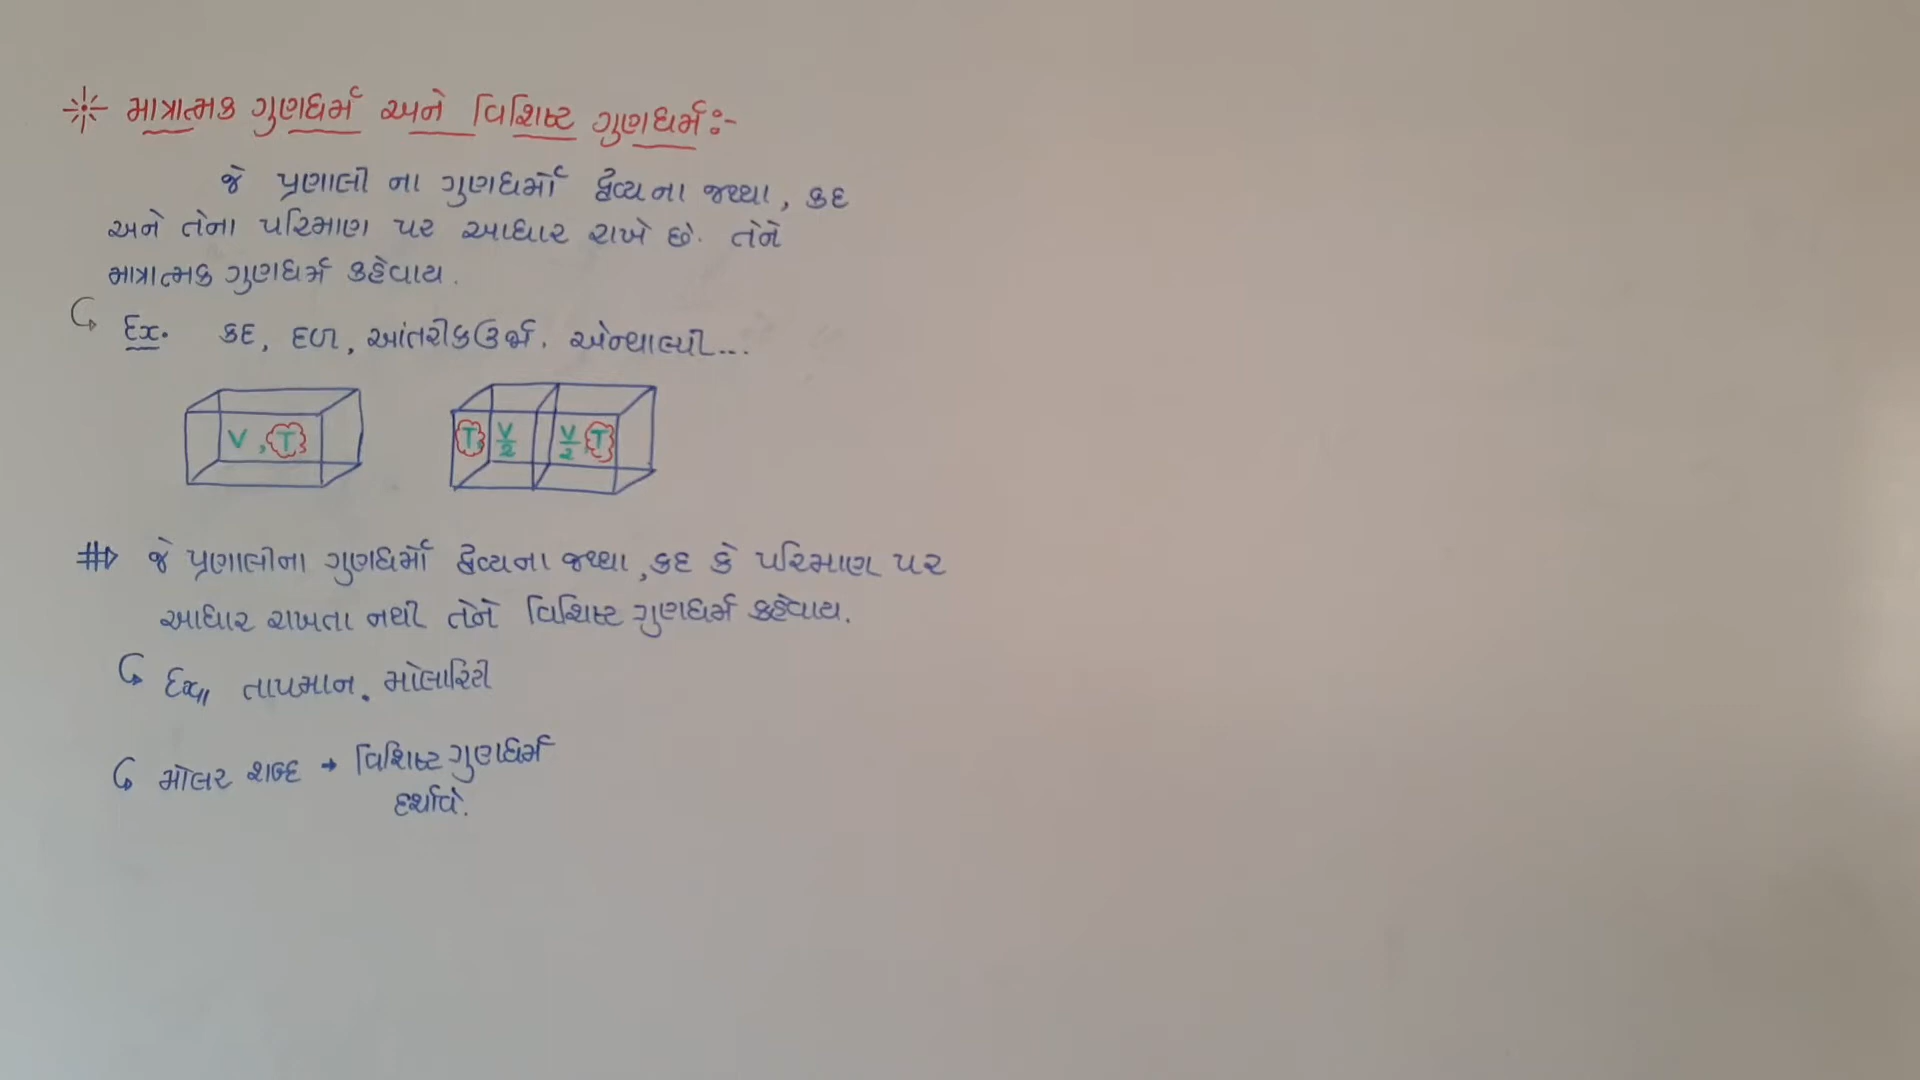 માત્રાત્મક ગુણધર્મ અને વિશિષ્ટ ગુણધર્મ:-
જે પ્રણાલી ના ગુણધર્મો દ્રવ્યના જથ્થા, કદ
અને તેના પરિમાણ પર આધાર રાખે છે. તેને
માત્રાત્મક ગુણધર્મ કહેવાય.
Ex. કદ, દળ, આંતરીક ઉર્જા. એન્થાલ્પી...
V, T
T, V/2 V/2 T
જે પ્રણાલીના ગુણધર્મો દ્રવ્યના જથ્થા, કદ કે પરિમાણ પર
આધાર રાખતા નથી તેને વિશિષ્ટ ગુણધર્મ કહેવાય.
Ex તાપમાન. મોલારિટી
મોલર શબ્દ → વિશિષ્ટ ગુણધર્મ
દર્શાવે.